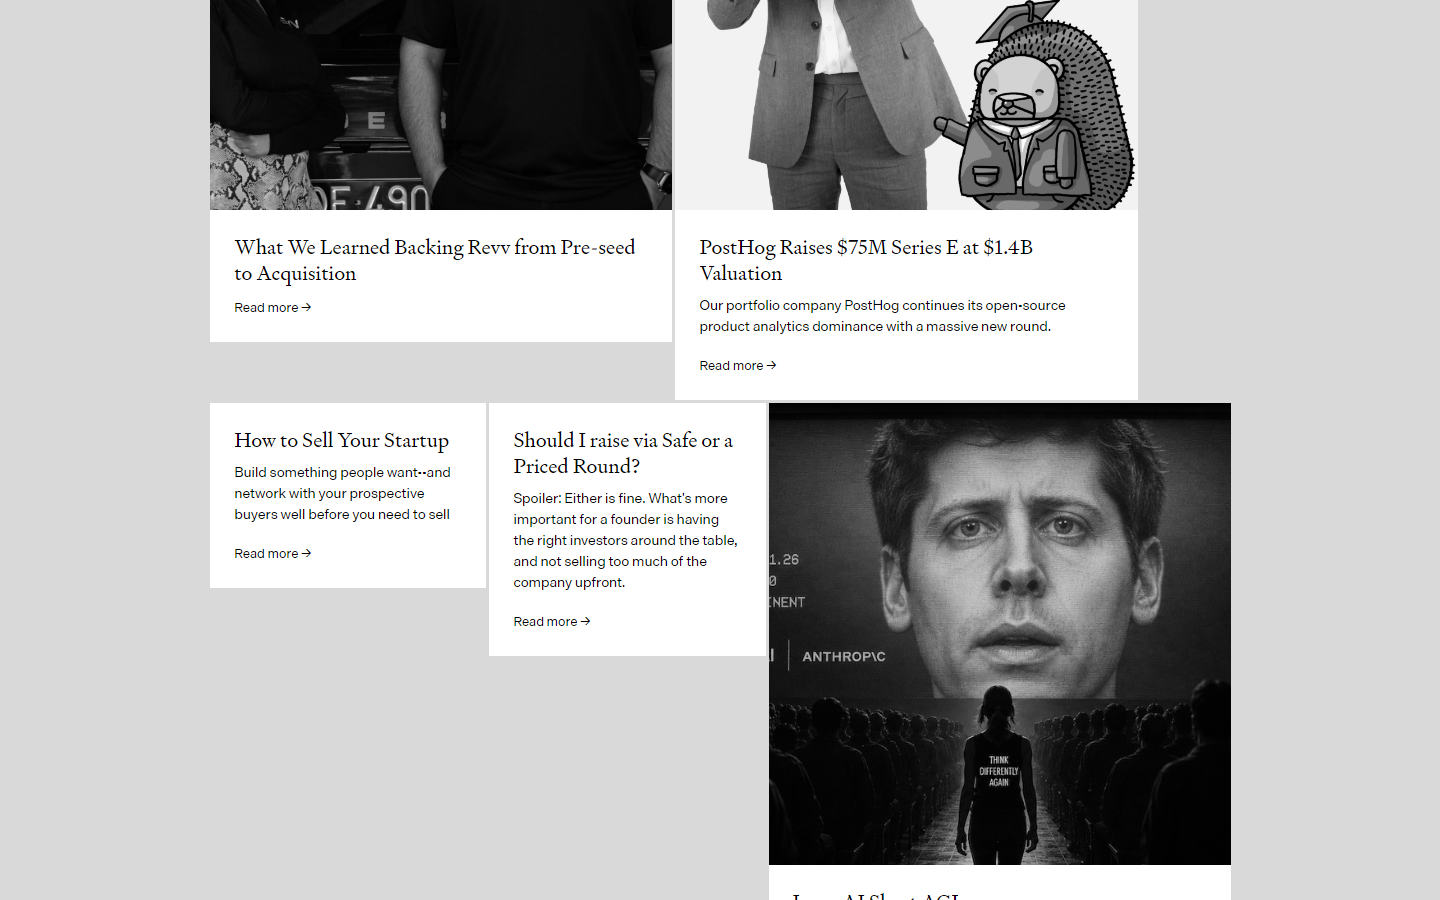 What We Learned Backing Revv from Pre-seed
to Acquisition
Read more →
PostHog Raises $75M Series E at $1.4B
Valuation
Our portfolio company PostHog continues its open-source
product analytics dominance with a massive new round.
Read more →
How to Sell Your Startup
Build something people want--and
network with your prospective
buyers well before you need to sell
Read more →
Should I raise via Safe or a
Priced Round?
Spoiler: Either is fine. What's more
important for a founder is having
the right investors around the table,
and not selling too much of the
company upfront.
Read more →
1.26
0
ANTHROP\C
THINK
DIFFERENTLY
AGAIN